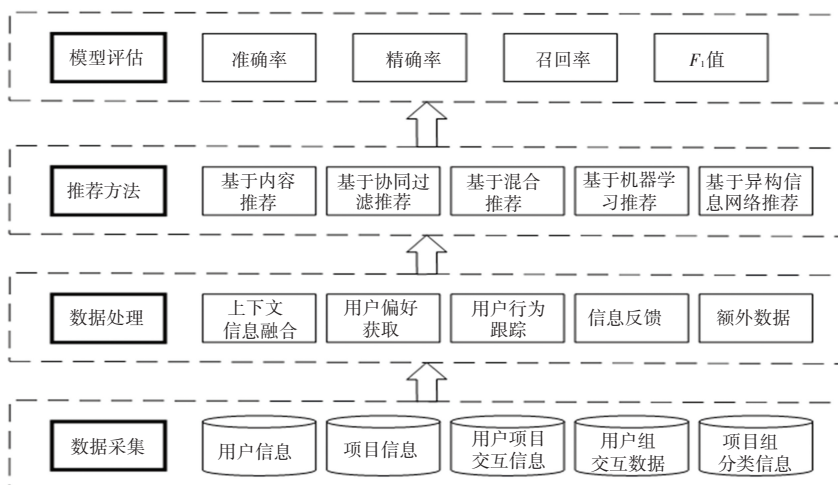 模型评估
准确率
精确率
召回率
F₁值
推荐方法
基于内容
推荐
基于协同过
滤推荐
基于混合
推荐
基于机器学
习推荐
基于异构信
息网络推荐
数据处理
上下文
信息融合
用户偏好
获取
用户行为
跟踪
信息反馈
额外数据
数据采集
用户信息
项目信息
用户项目
交互信息
用户组
交互数据
项目组
分类信息